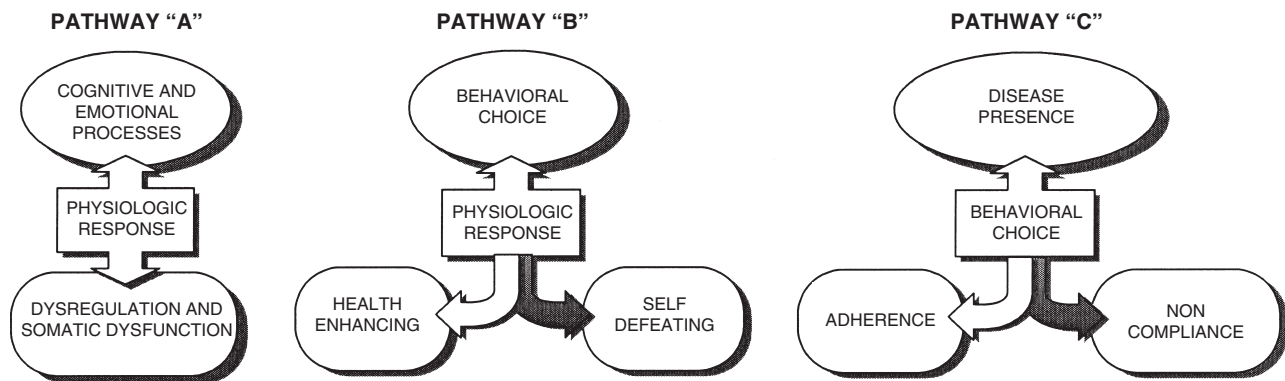 PATHWAY “A”
COGNITIVE AND
EMOTIONAL
PROCESSES
PHYSIOLOGIC
RESPONSE
DYSREGULATION AND
SOMATIC DYSFUNCTION
PATHWAY “B”
BEHAVIORAL
CHOICE
PHYSIOLOGIC
RESPONSE
HEALTH
ENHANCING
SELF
DEFEATING
PATHWAY “C”
DISEASE
PRESENCE
BEHAVIORAL
CHOICE
ADHERENCE
NON
COMPLIANCE